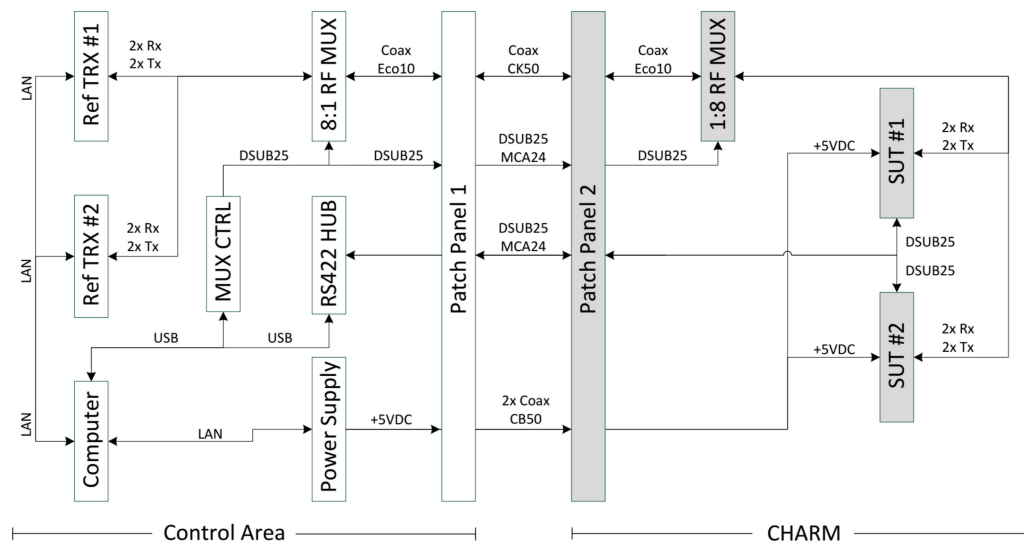 Ref TRX #1
LAN
2x Rx
2x Tx
8:1 RF MUX
Coax
Eco10
Coax
CK50
Coax
Eco10
1:8 RF MUX
DSUB25
DSUB25
DSUB25
MCA24
DSUB25
+5VDC
SUT #1
2x Rx
2x Tx
Ref TRX #2
LAN
2x Rx
2x Tx
MUX CTRL
RS422 HUB
Patch Panel 1
DSUB25
MCA24
Patch Panel 2
DSUB25
DSUB25
USB
USB
+5VDC
SUT #2
2x Rx
2x Tx
LAN
Computer
LAN
Power Supply
+5VDC
2x Coax
CB50
Control Area
CHARM